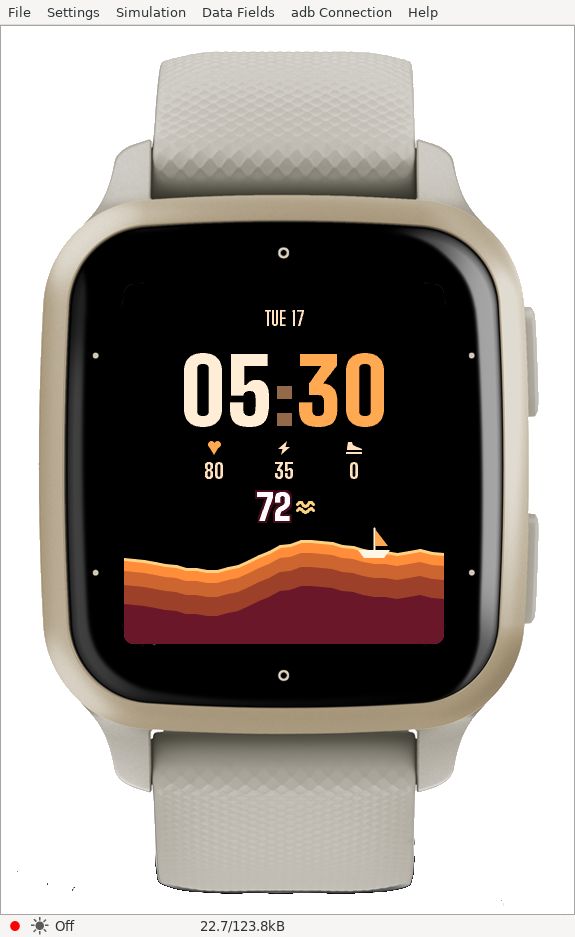 File Settings Simulation Data Fields adb Connection Help
TUE 17
05:30
80 35 0
72
Off 22.7/123.8kB